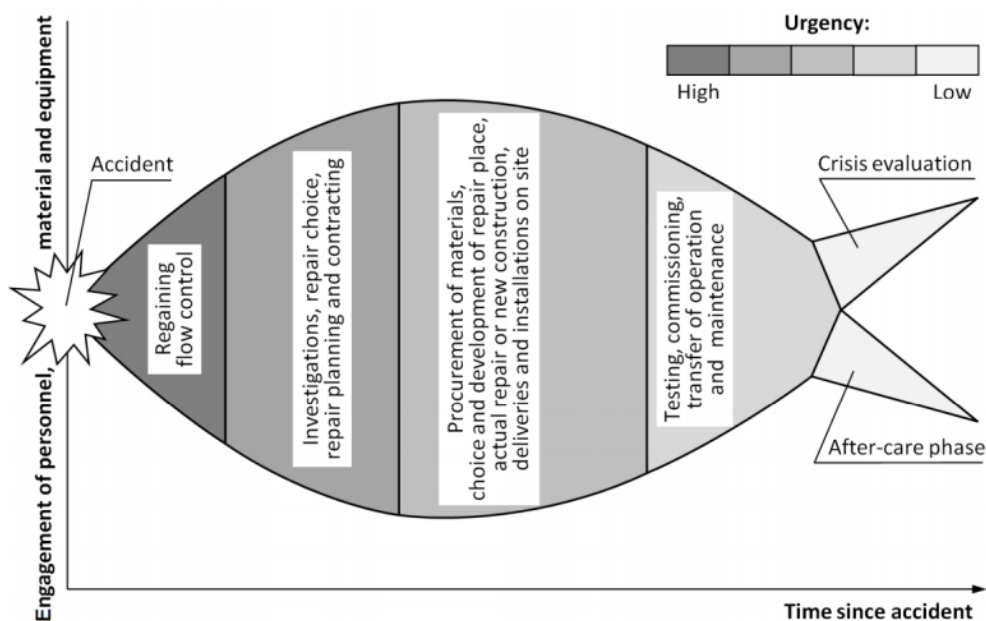 Urgency:
High
Low
Accident
Crisis evaluation
Regaining
flow control
Investigations, repair choice,
repair planning and contracting
Procurement of materials,
choice and development of repair place,
actual repair or new construction,
deliveries and installations on site
Testing, commissioning,
transfer of operation
and maintenance
After-care phase
Engagement of personnel, material and equipment
Time since accident